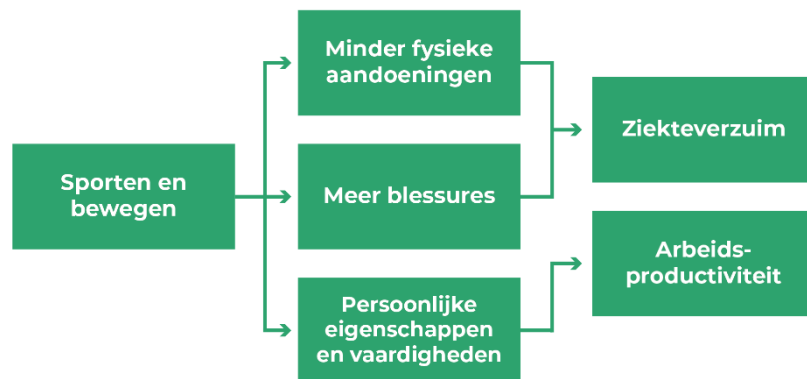 Sporten en
bewegen
Minder fysieke
aandoeningen
Meer blessures
Persoonlijke
eigenschappen
en vaardigheden
Ziekteverzuim
Arbeids-
productiviteit